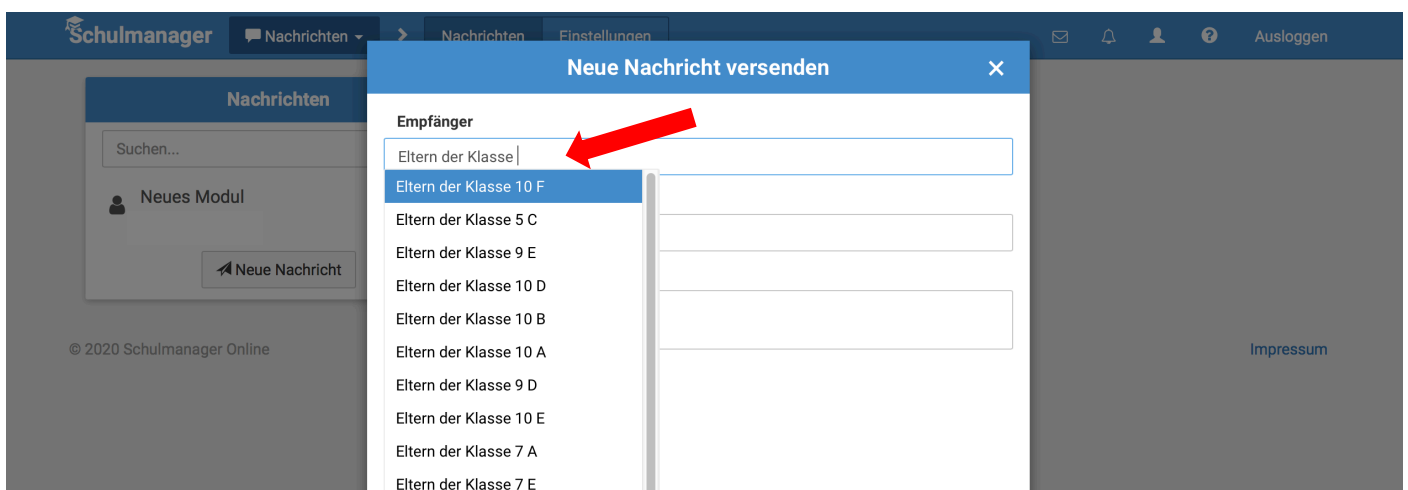 Schulmanager Nachrichten Nachrichten Einstellungen Ausloggen
Neue Nachricht versenden
Nachrichten
Empfänger
Suchen...
Eltern der Klasse
Eltern der Klasse 10 F
Neues Modul
Eltern der Klasse 5 C
Eltern der Klasse 9 E
Neue Nachricht
Eltern der Klasse 10 D
Eltern der Klasse 10 B
© 2020 Schulmanager Online
Impressum
Eltern der Klasse 10 A
Eltern der Klasse 9 D
Eltern der Klasse 10 E
Eltern der Klasse 7 A
Eltern der Klasse 7 E